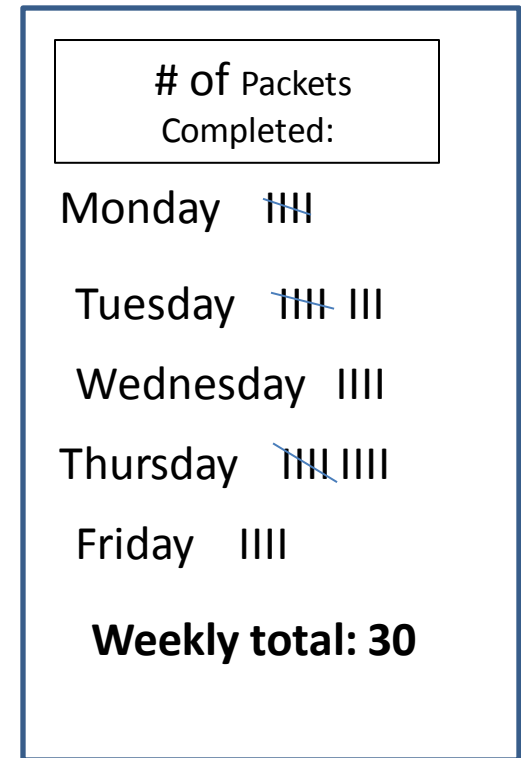 # of Packets
Completed:
Monday IIII
Tuesday IIII III
Wednesday IIII
Thursday IIII IIII
Friday IIII
Weekly total: 30